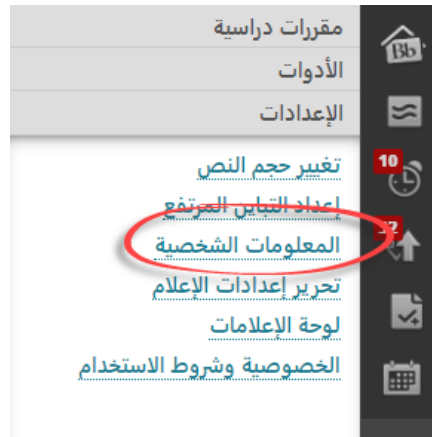 مقررات دراسية
Bb
الأدوات
الإعدادات
تغيير حجم النص
10
إعداد التباين المرتفع
المعلومات الشخصية
تحرير إعدادات الإعلام
لوحة الإعلامات
الخصوصية وشروط الاستخدام